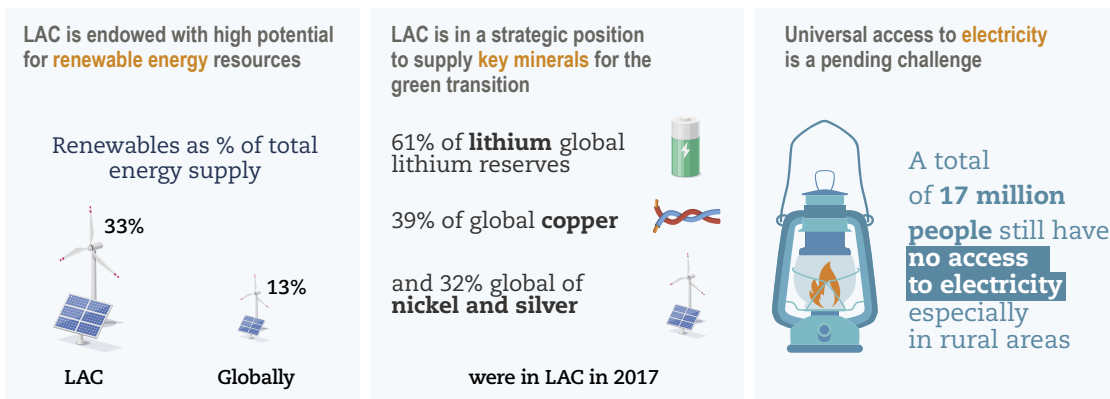 LAC is endowed with high potential
for renewable energy resources
Renewables as % of total
energy supply
33%
13%
LAC
Globally
LAC is in a strategic position
to supply key minerals for the
green transition
61% of lithium global
lithium reserves
39% of global copper
and 32% global of
nickel and silver
were in LAC in 2017
Universal access to electricity
is a pending challenge
A total
of 17 million
people still have
no access
to electricity
especially
in rural areas